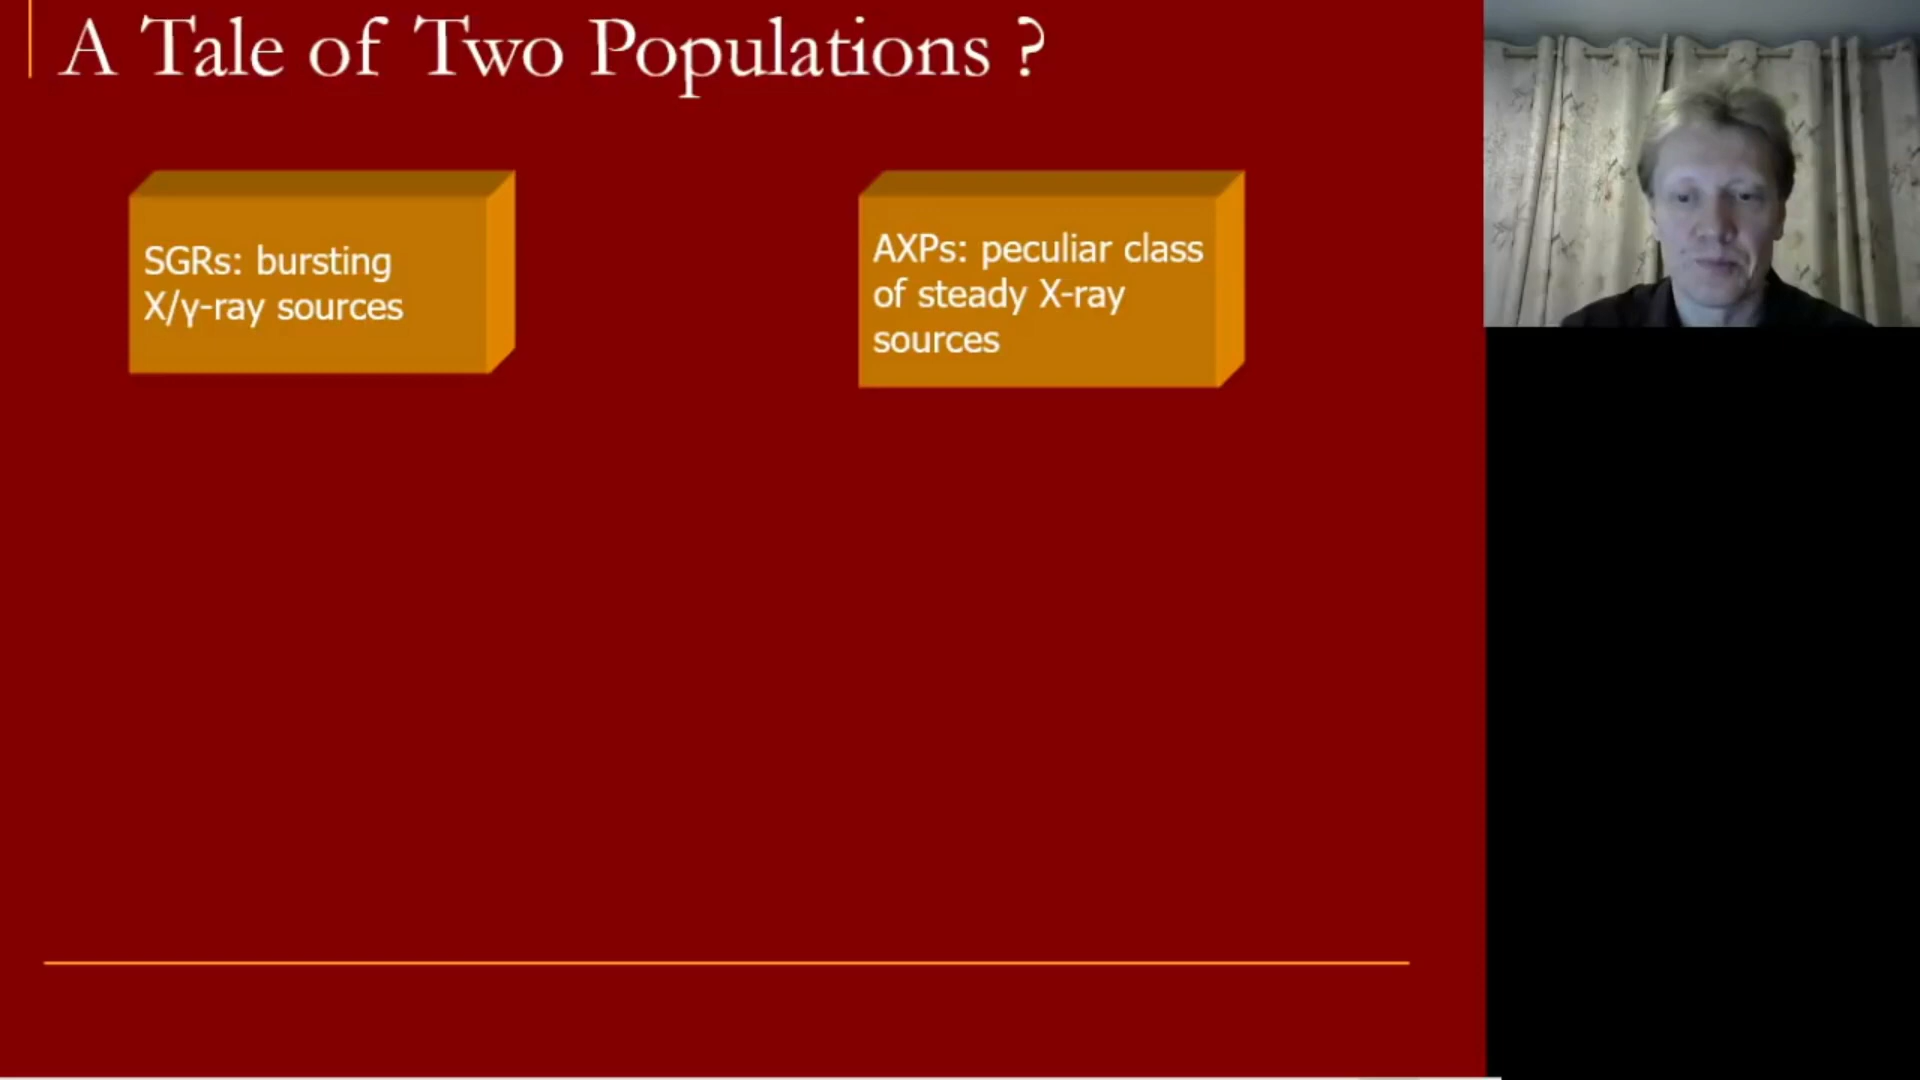 A Tale of Two Populations ?
SGRs: bursting
X/γ-ray sources
AXPs: peculiar class
of steady X-ray
sources